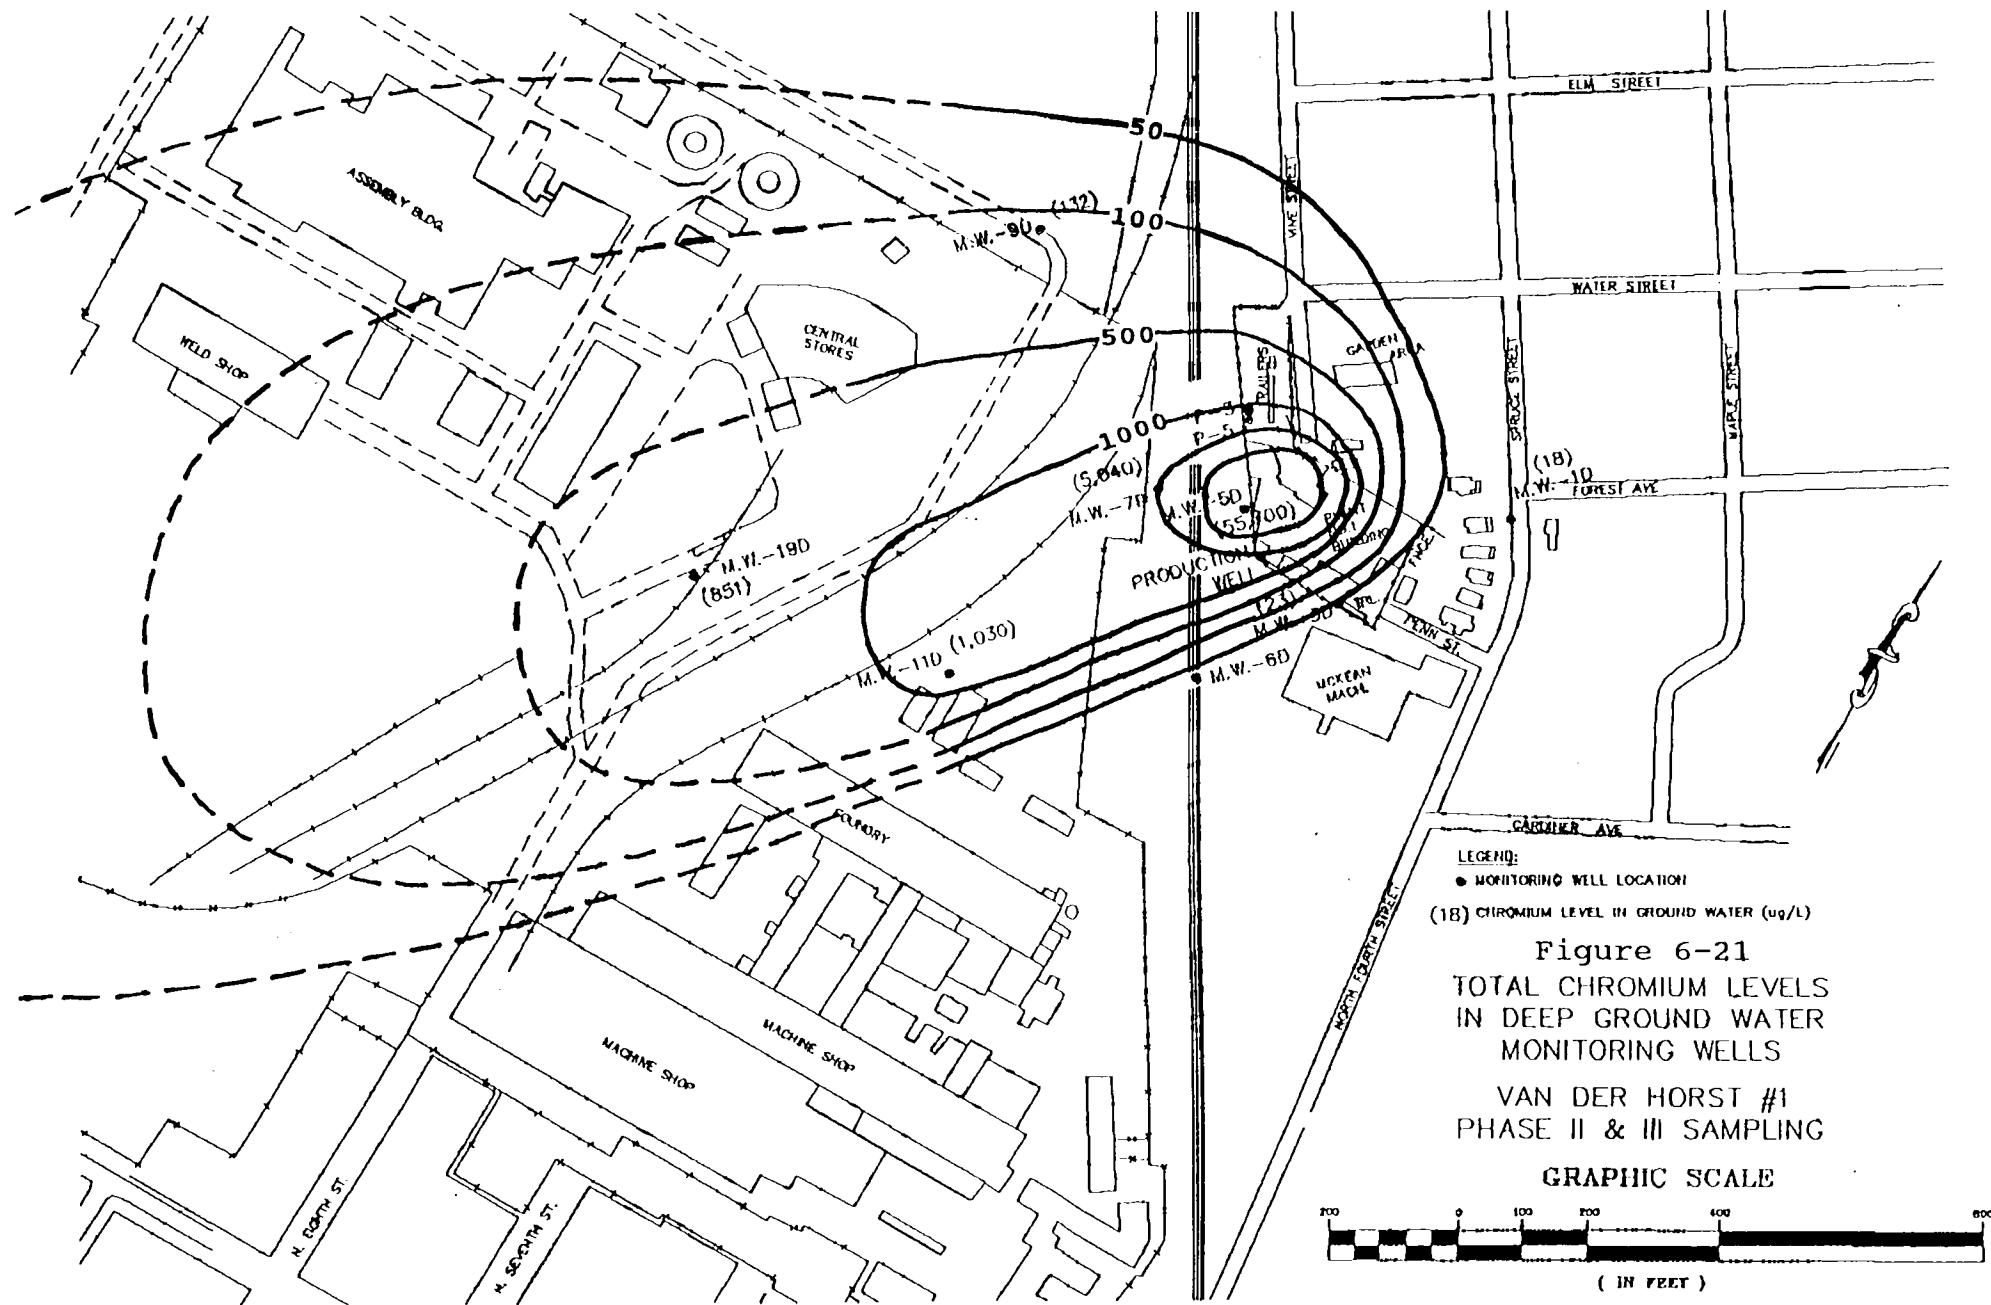 ELM STREET
50
VINE STREET
ASSEMBLY BLDG.
(132)
100
M.W.-9D
WATER STREET
CENTRAL
STORES
500
WELD SHOP
GARDEN
AREA
SPRUCE STREET
MAPLE STREET
1000
P-5
(5,040)
(18)
M.W.-1D
FOREST AVE
M.W.-7D
M.W.-5D
(55,700)
BUILDING
FENCE
M.W.-19D
(851)
PRODUCTION
WELL
(23)
M.W.-3D
PENN ST.
(1,030)
M.W.-11D
M.W.-6D
MCKEAN
MACH.
FOUNDRY
GARDINER AVE
LEGEND:
MONITORING WELL LOCATION
(18) CHROMIUM LEVEL IN GROUND WATER (ug/L)
NORTH FOURTH STREET
Figure 6-21
TOTAL CHROMIUM LEVELS
IN DEEP GROUND WATER
MONITORING WELLS
VAN DER HORST #1
PHASE II & III SAMPLING
MACHINE SHOP
MACHINE SHOP
GRAPHIC SCALE
200 0 100 200 400 600
( IN FEET )
N. EIGHTH ST.
N. SEVENTH ST.